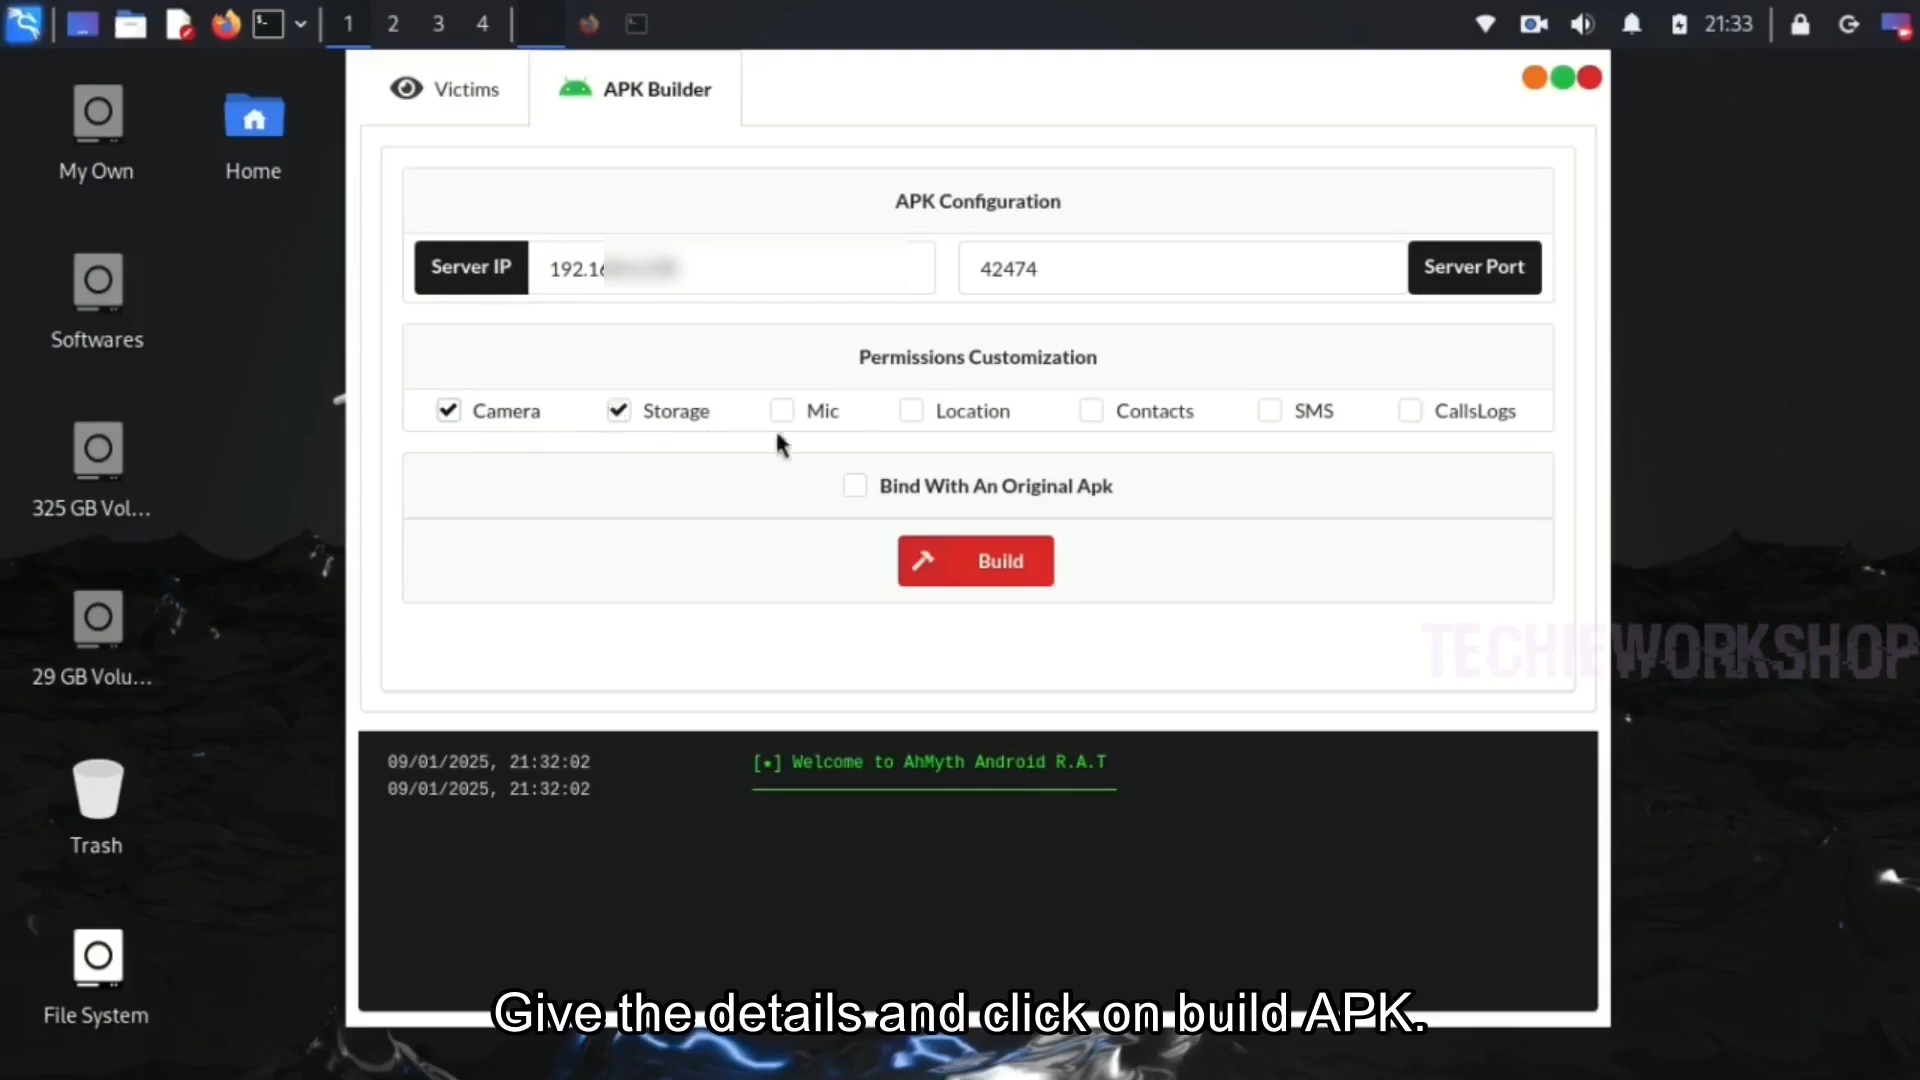 1 2 3 4
21:33
Victims
APK Builder
My Own
Home
APK Configuration
Server IP
192.16
42474
Server Port
Softwares
Permissions Customization
Camera
Storage
Mic
Location
Contacts
SMS
CallsLogs
Bind With An Original Apk
325 GB Vol...
Build
TECHIEWORKSHOP
29 GB Volu...
09/01/2025, 21:32:02 [★] Welcome to AhMyth Android R.A.T
09/01/2025, 21:32:02
Trash
Give the details and click on build APK.
File System